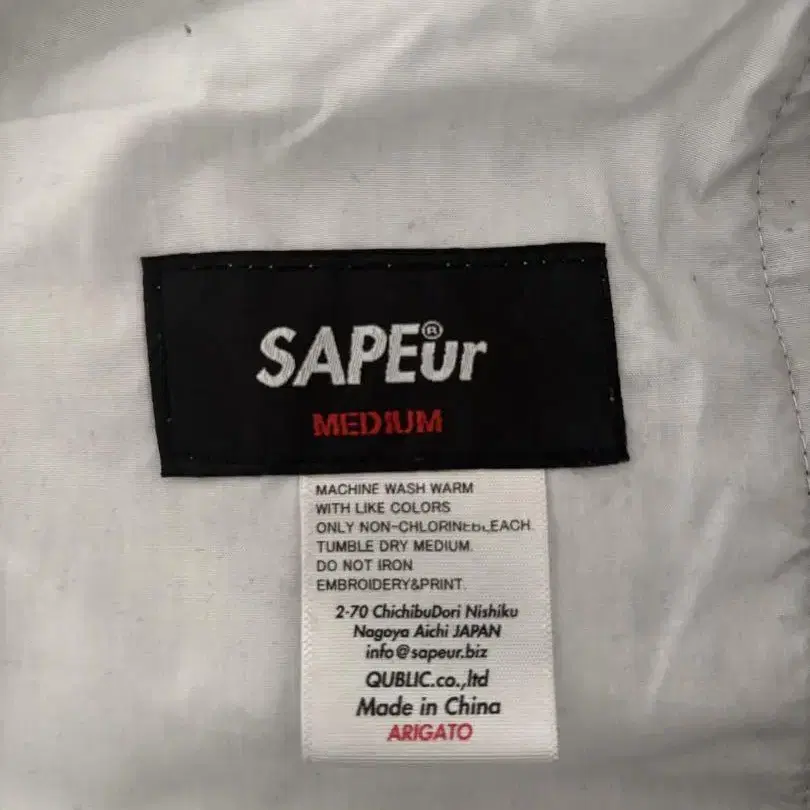 SAPEur®
MEDIUM
MACHINE WASH WARM
WITH LIKE COLORS
ONLY NON-CHLORINEBLEACH.
TUMBLE DRY MEDIUM.
DO NOT IRON
EMBROIDERY&PRINT.
2-70 ChichibuDori Nishiku
Nagoya Aichi JAPAN
info@sapeur.biz
QUBLIC.co.,ltd
Made in China
ARIGATO